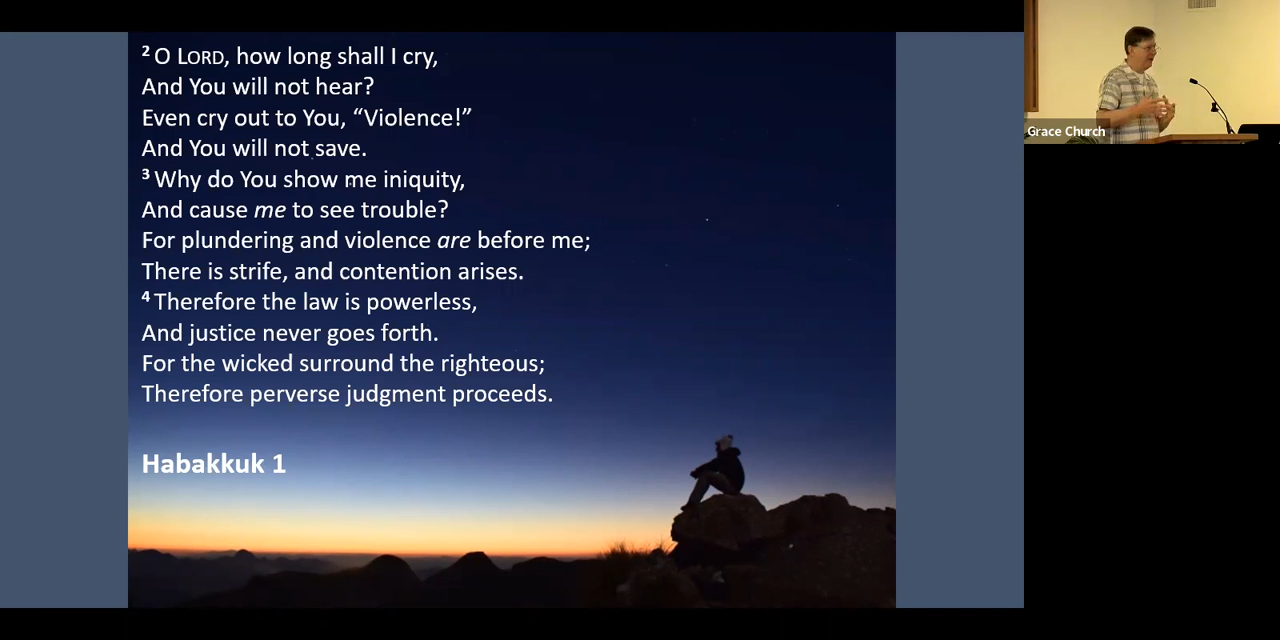 ² O LORD, how long shall I cry,
And You will not hear?
Even cry out to You, “Violence!”
And You will not save.
³ Why do You show me iniquity,
And cause me to see trouble?
For plundering and violence are before me;
There is strife, and contention arises.
⁴ Therefore the law is powerless,
And justice never goes forth.
For the wicked surround the righteous;
Therefore perverse judgment proceeds.
Habakkuk 1
Grace Church